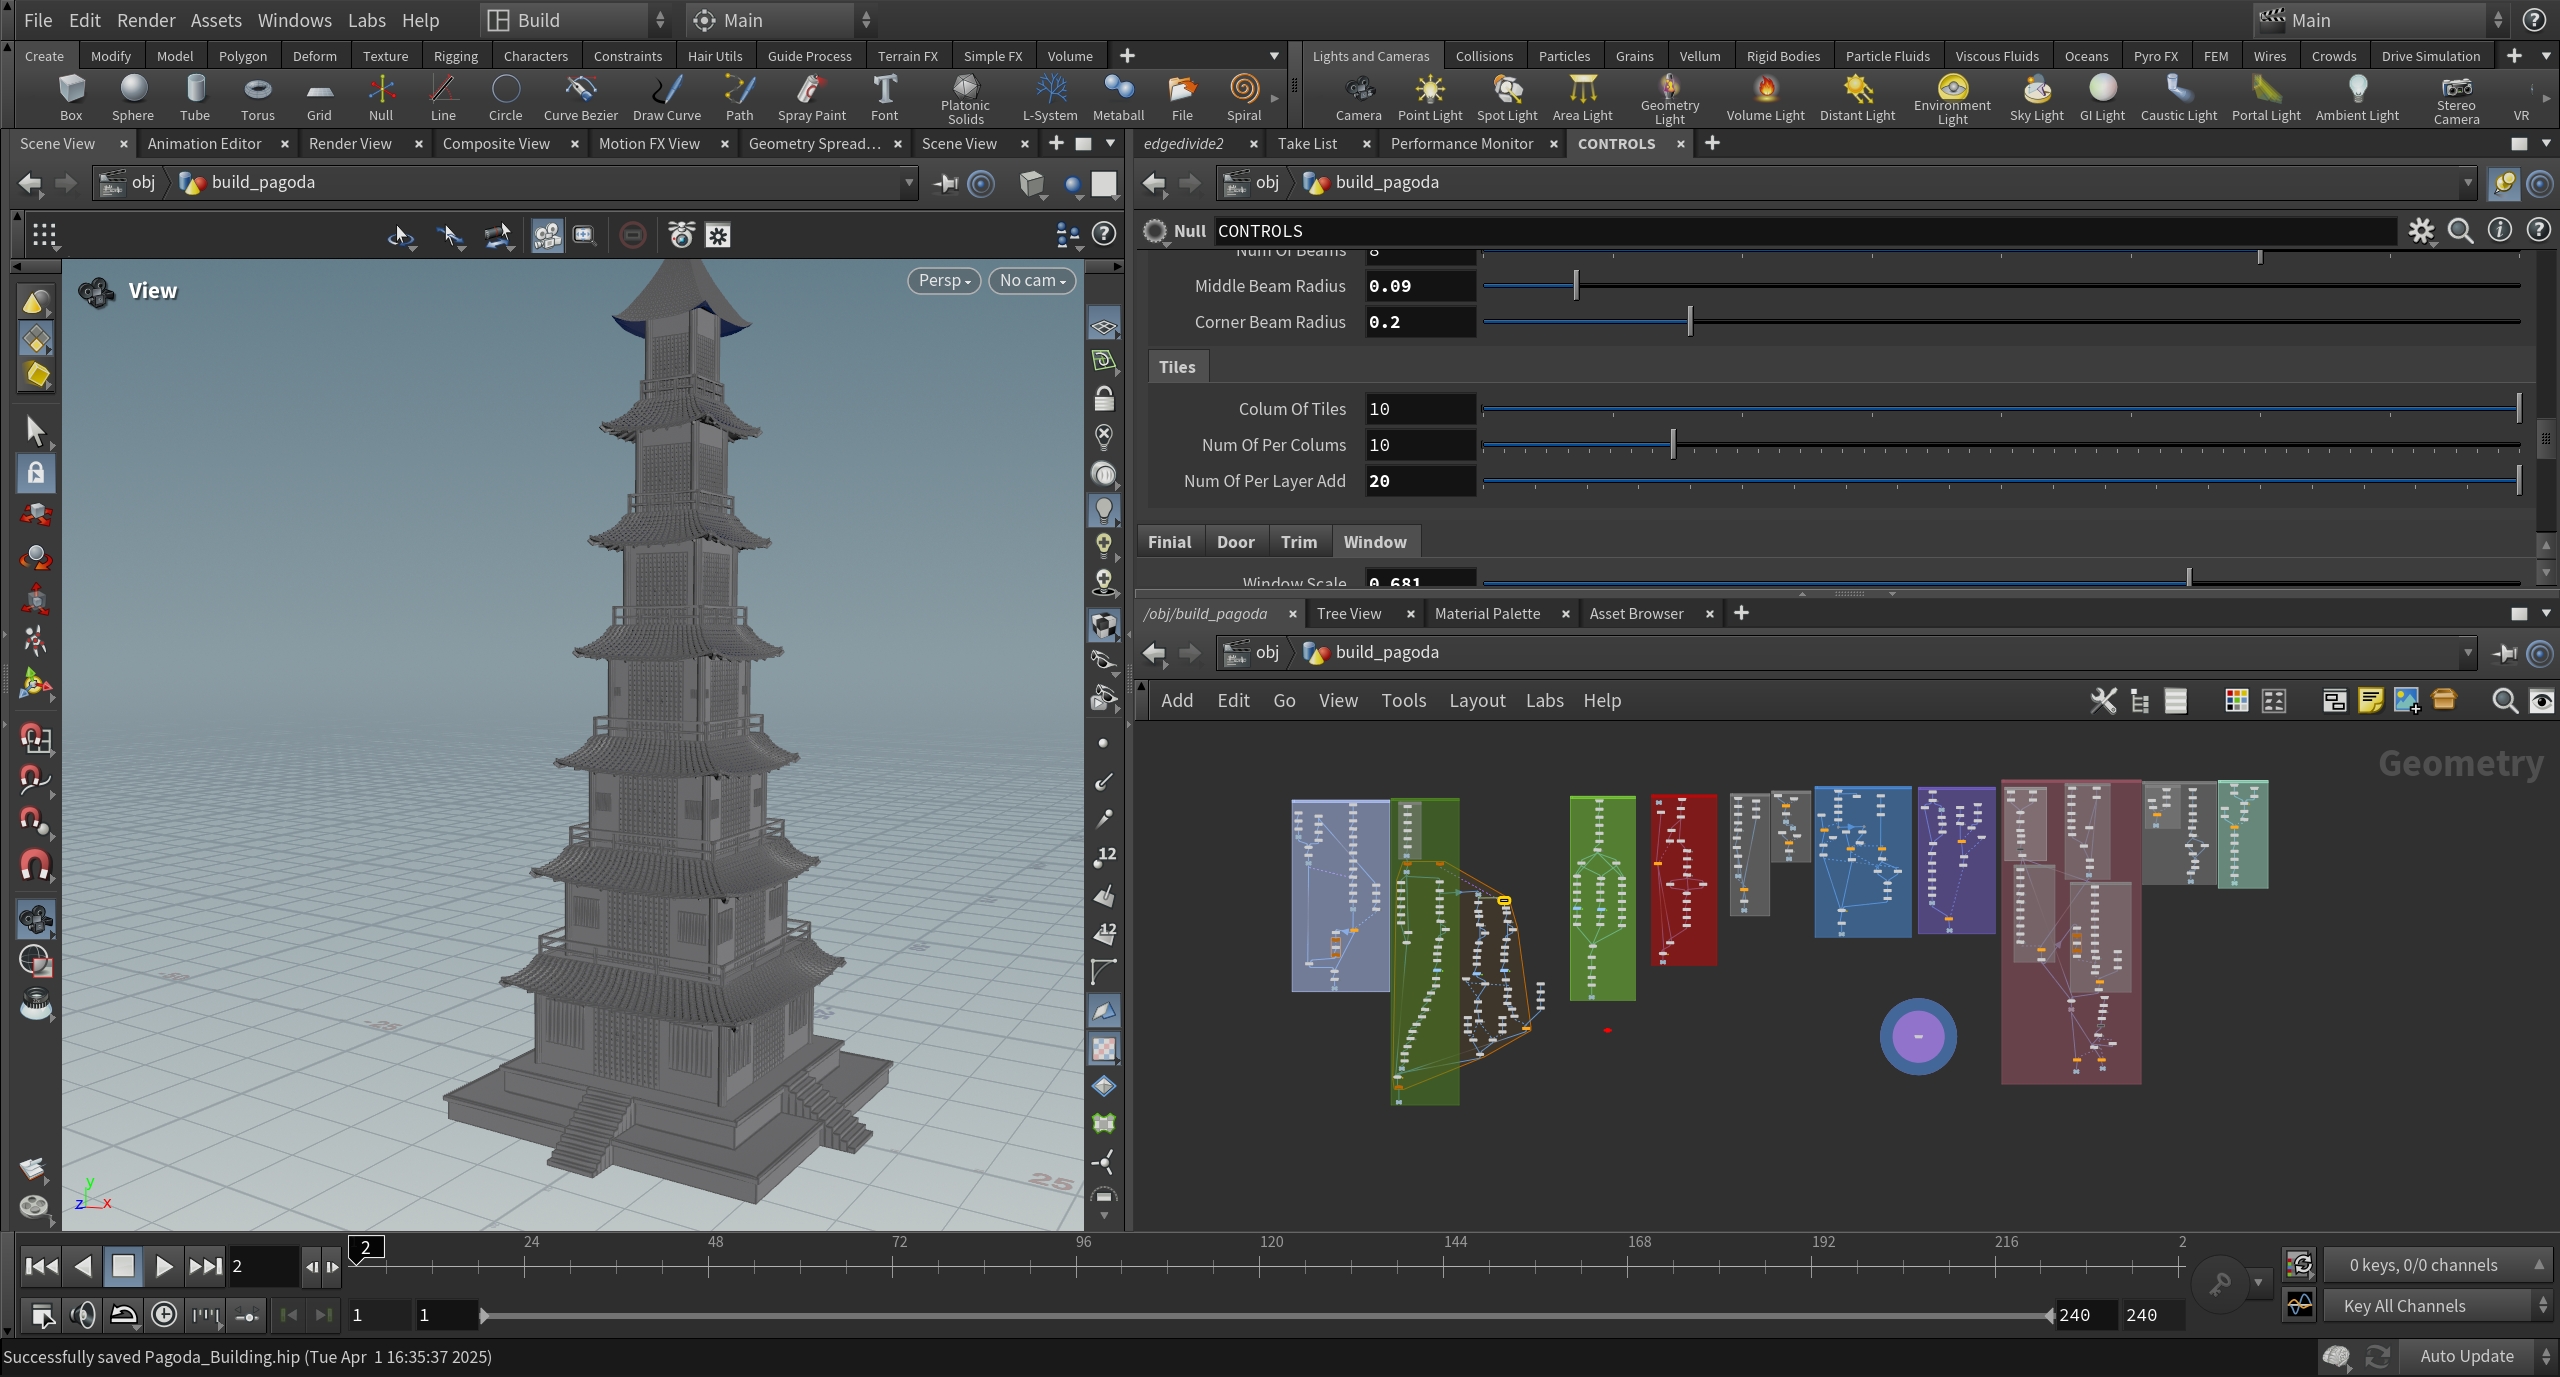 File Edit Render Assets Windows Labs Help Build Main Main
Create Modify Model Polygon Deform Texture Rigging Characters Constraints Hair Utils Guide Process Terrain FX Simple FX Volume
Lights and Cameras Collisions Particles Grains Vellum Rigid Bodies Particle Fluids Viscous Fluids Oceans Pyro FX FEM Wires Crowds Drive Simulation
Box Sphere Tube Torus Grid Null Line Circle Curve Bezier Draw Curve Path Spray Paint Font Platonic Solids L-System Metaball File Spiral
Camera Point Light Spot Light Area Light Geometry Light Volume Light Distant Light Environment Light Sky Light GI Light Caustic Light Portal Light Ambient Light Stereo Camera VR
Scene View Animation Editor Render View Composite View Motion FX View Geometry Spread... Scene View
edgedivide2 Take List Performance Monitor CONTROLS
obj build_pagoda
obj build_pagoda
Null CONTROLS
View
Persp No cam
Num Of Beams 8
Middle Beam Radius 0.09
Corner Beam Radius 0.2
Tiles
Colum Of Tiles 10
Num Of Per Colums 10
Num Of Per Layer Add 20
Finial Door Trim Window
Window Scale 0.681
/obj/build_pagoda Tree View Material Palette Asset Browser
obj build_pagoda
Add Edit Go View Tools Layout Labs Help
Geometry
12
12
25
y
z x
2 2 24 48 72 96 120 144 168 192 216 2
0 keys, 0/0 channels
1 1 240 240 Key All Channels
Successfully saved Pagoda_Building.hip (Tue Apr 1 16:35:37 2025)
Auto Update